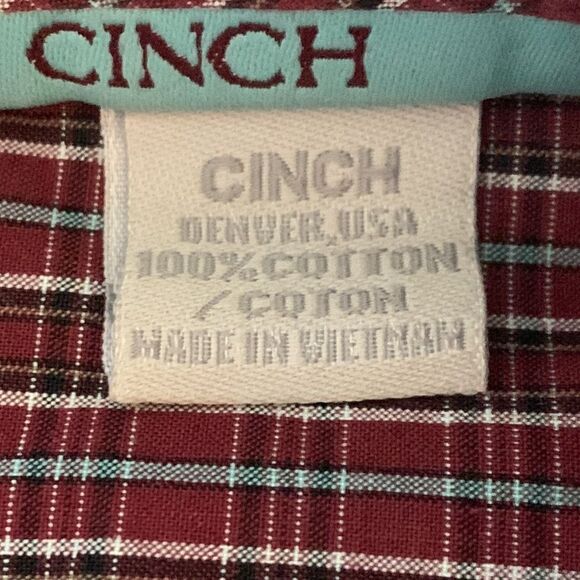 CINCH
CINCH
DENVER, USA
100% COTTON
/ COTON
MADE IN VIETNAM